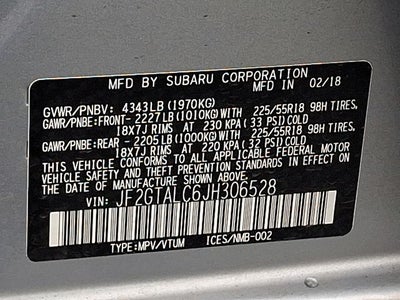 MFD BY SUBARU CORPORATION IN 02/18
GVWR/PNBV: 4343LB (1970KG)
GAWR/PNBE: FRONT- 2227LB (1010KG) WITH 225/55R18 98H TIRES,
18X7J RIMS AT 230 KPA ( 33 PSI) COLD
GAWR/PNBE: REAR - 2205LB (1000KG) WITH 225/55R18 98H TIRES,
18X7J RIMS AT 220 KPA ( 32 PSI) COLD
THIS VEHICLE CONFORMS TO ALL APPLICABLE FEDERAL MOTOR
VEHICLE SAFETY AND THEFT PREVENTION STANDARDS IN EFFECT ON
THE DATE OF MANUFACTURE SHOWN ABOVE.
VIN: JF2GTALC6JH306528
TYPE:MPV/VTUM ICES/NMB-002